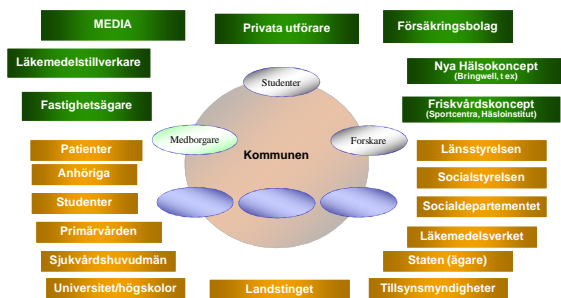 MEDIA
Privata utförare
Försäkringsbolag
Läkemedelstillverkare
Nya Hälsokoncept
(Bringwell, t ex)
Studenter
Fastighetsägare
Friskvårdskoncept
(Sportcentra, Häsloinstitut)
Medborgare
Forskare
Kommunen
Patienter
Länsstyrelsen
Anhöriga
Socialstyrelsen
Studenter
Socialdepartementet
Primärvården
Läkemedelsverket
Sjukvårdshuvudmän
Staten (ägare)
Universitet/högskolor
Landstinget
Tillsynsmyndigheter